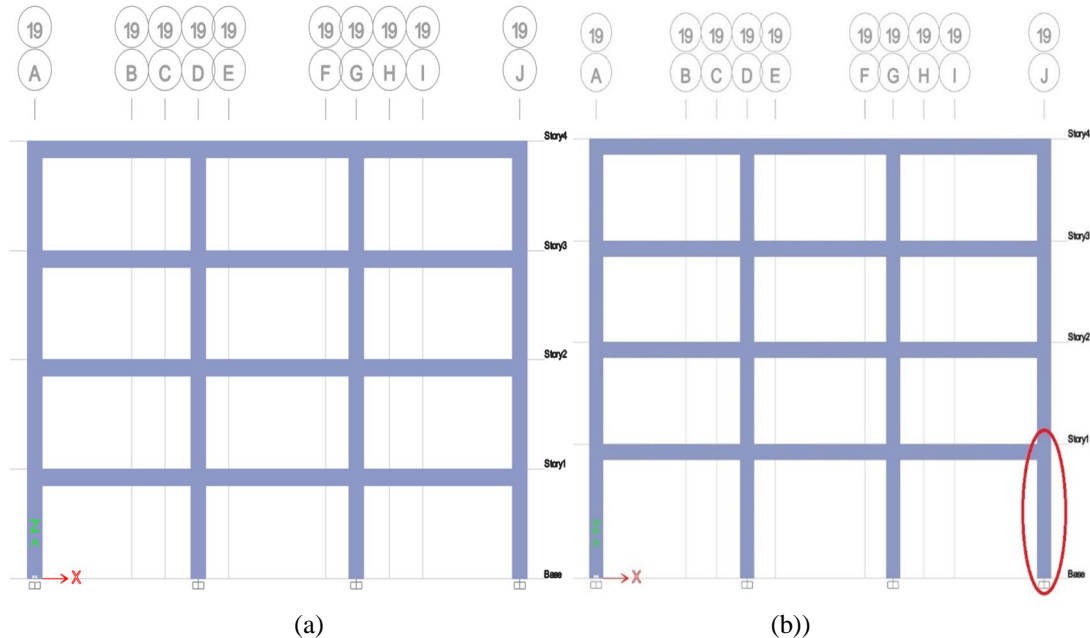 19 19 19 19 19 19 19 19 19 19
A B C D E F G H I J
Story4
Story3
Story2
Story1
Base
X
(a)
19 19 19 19 19 19 19 19 19 19
A B C D E F G H I J
Story4
Story3
Story2
Story1
Base
X
(b))